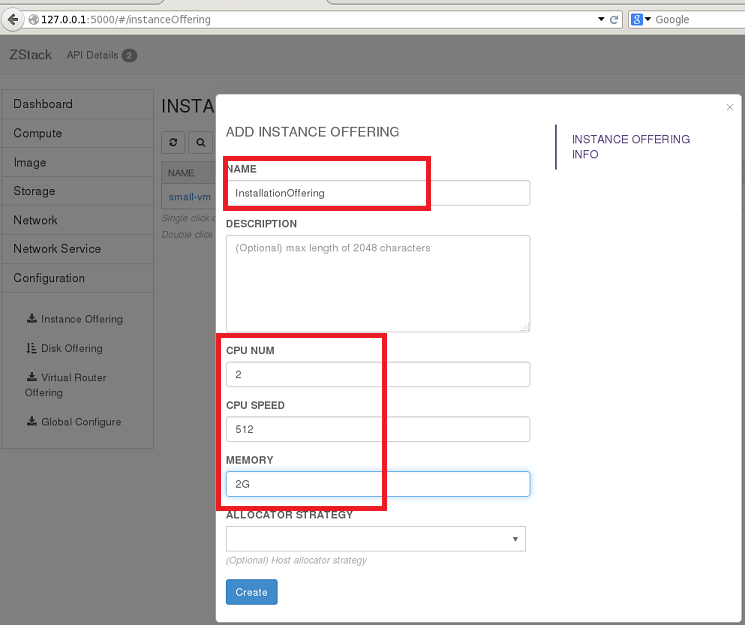 127.0.0.1:5000/#/instanceOffering
Google
ZStack API Details 2
Dashboard
Compute
Image
Storage
Network
Network Service
Configuration
Instance Offering
Disk Offering
Virtual Router
Offering
Global Configure
INSTA
NAME
small-vm
Single click
Double click
×
ADD INSTANCE OFFERING
NAME
InstallationOffering
DESCRIPTION
(Optional) max length of 2048 characters
CPU NUM
2
CPU SPEED
512
MEMORY
2G
ALLOCATOR STRATEGY
(Optional) Host allocator strategy
Create
INSTANCE OFFERING
INFO